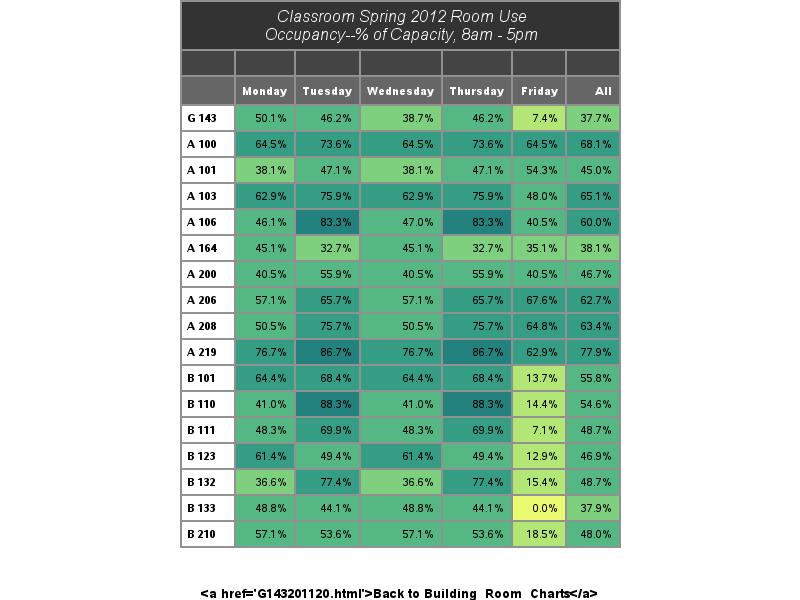 Classroom Spring 2012 Room Use
Occupancy--% of Capacity, 8am - 5pm
Monday Tuesday Wednesday Thursday Friday All
G 143 50.1% 46.2% 38.7% 46.2% 7.4% 37.7%
A 100 64.5% 73.6% 64.5% 73.6% 64.5% 68.1%
A 101 38.1% 47.1% 38.1% 47.1% 54.3% 45.0%
A 103 62.9% 75.9% 62.9% 75.9% 48.0% 65.1%
A 106 46.1% 83.3% 47.0% 83.3% 40.5% 60.0%
A 164 45.1% 32.7% 45.1% 32.7% 35.1% 38.1%
A 200 40.5% 55.9% 40.5% 55.9% 40.5% 46.7%
A 206 57.1% 65.7% 57.1% 65.7% 67.6% 62.7%
A 208 50.5% 75.7% 50.5% 75.7% 64.8% 63.4%
A 219 76.7% 86.7% 76.7% 86.7% 62.9% 77.9%
B 101 64.4% 68.4% 64.4% 68.4% 13.7% 55.8%
B 110 41.0% 88.3% 41.0% 88.3% 14.4% 54.6%
B 111 48.3% 69.9% 48.3% 69.9% 7.1% 48.7%
B 123 61.4% 49.4% 61.4% 49.4% 12.9% 46.9%
B 132 36.6% 77.4% 36.6% 77.4% 15.4% 48.7%
B 133 48.8% 44.1% 48.8% 44.1% 0.0% 37.9%
B 210 57.1% 53.6% 57.1% 53.6% 18.5% 48.0%
<a href='G143201120.html'>Back to Building_Room_Charts</a>